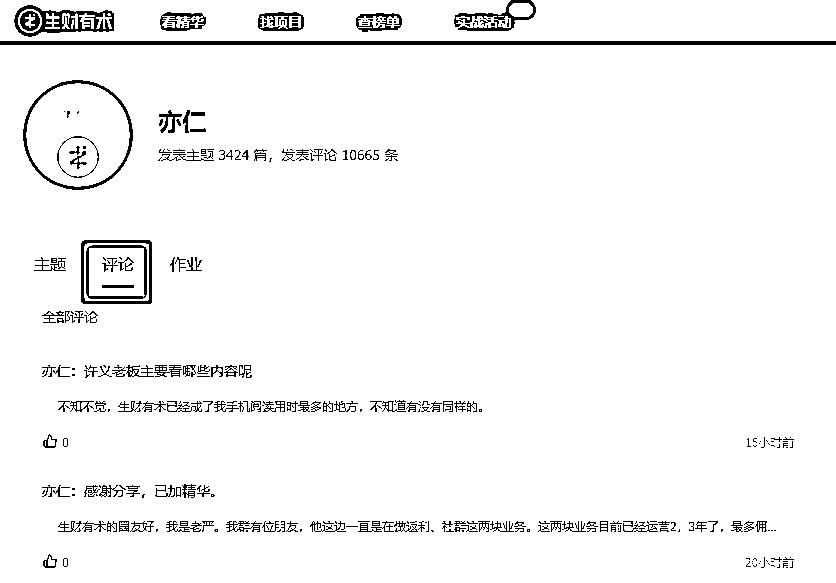 生财有术
看精华
找项目
查榜单
实战活动
亦仁
发表主题 3424 篇，发表评论 10665 条
主题
评论
作业
全部评论
亦仁：许义老板主要看哪些内容呢
不知不觉，生财有术已经成了我手机阅读用时最多的地方，不知道有没有同样的。
0
15小时前
亦仁：感谢分享，已加精华。
生财有术的圈友好，我是老严。我群有位朋友，他这边一直是在做返利、社群这两块业务。这两块业务目前已经运营2，3年了，最多佣...
0
20小时前